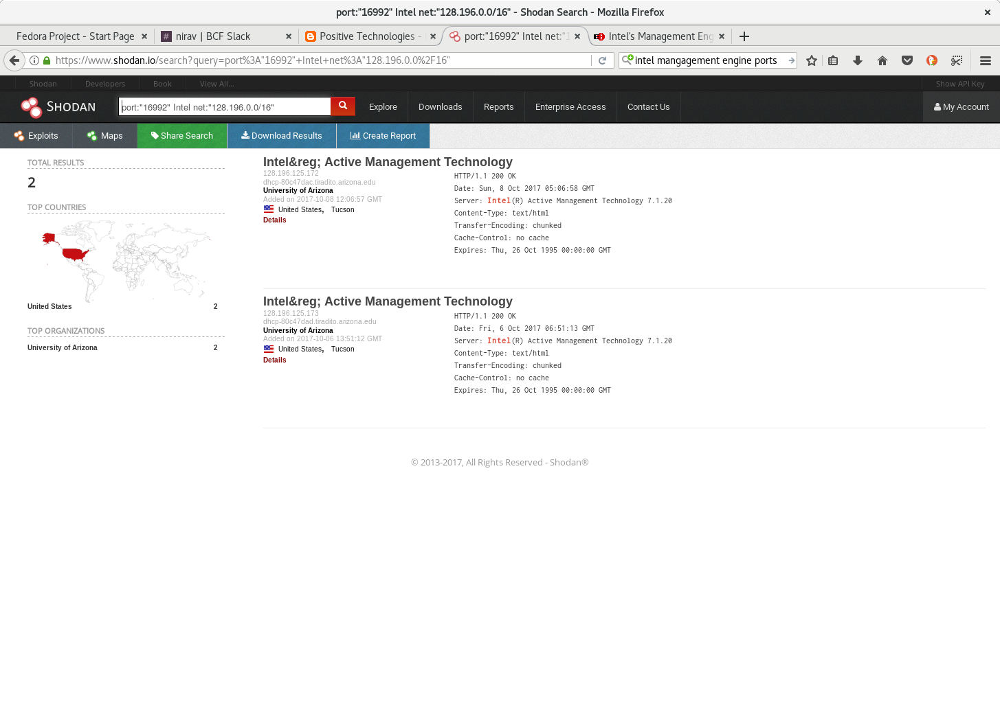 port:"16992" Intel net:"128.196.0.0/16" - Shodan Search - Mozilla Firefox
Fedora Project - Start Page
# nirav | BCF Slack
Positive Technologies -
port:"16992" Intel net:"1
Intel's Management Eng
https://www.shodan.io/search?query=port%3A"16992"+Intel+net%3A"128.196.0.0%2F16"
intel mangagement engine ports
Shodan Developers Book View All... Show API Key
SHODAN
port:"16992" Intel net:"128.196.0.0/16"
Explore Downloads Reports Enterprise Access Contact Us My Account
Exploits Maps Share Search Download Results Create Report
TOTAL RESULTS
2
TOP COUNTRIES
United States 2
TOP ORGANIZATIONS
University of Arizona 2
Intel&reg; Active Management Technology
128.196.125.172
dhcp-80c47dac.tiradito.arizona.edu
University of Arizona
Added on 2017-10-08 12:06:57 GMT
United States, Tucson
Details
HTTP/1.1 200 OK
Date: Sun, 8 Oct 2017 05:06:58 GMT
Server: Intel(R) Active Management Technology 7.1.20
Content-Type: text/html
Transfer-Encoding: chunked
Cache-Control: no cache
Expires: Thu, 26 Oct 1995 00:00:00 GMT
Intel&reg; Active Management Technology
128.196.125.173
dhcp-80c47dad.tiradito.arizona.edu
University of Arizona
Added on 2017-10-06 13:51:12 GMT
United States, Tucson
Details
HTTP/1.1 200 OK
Date: Fri, 6 Oct 2017 06:51:13 GMT
Server: Intel(R) Active Management Technology 7.1.20
Content-Type: text/html
Transfer-Encoding: chunked
Cache-Control: no cache
Expires: Thu, 26 Oct 1995 00:00:00 GMT
© 2013-2017, All Rights Reserved - Shodan®